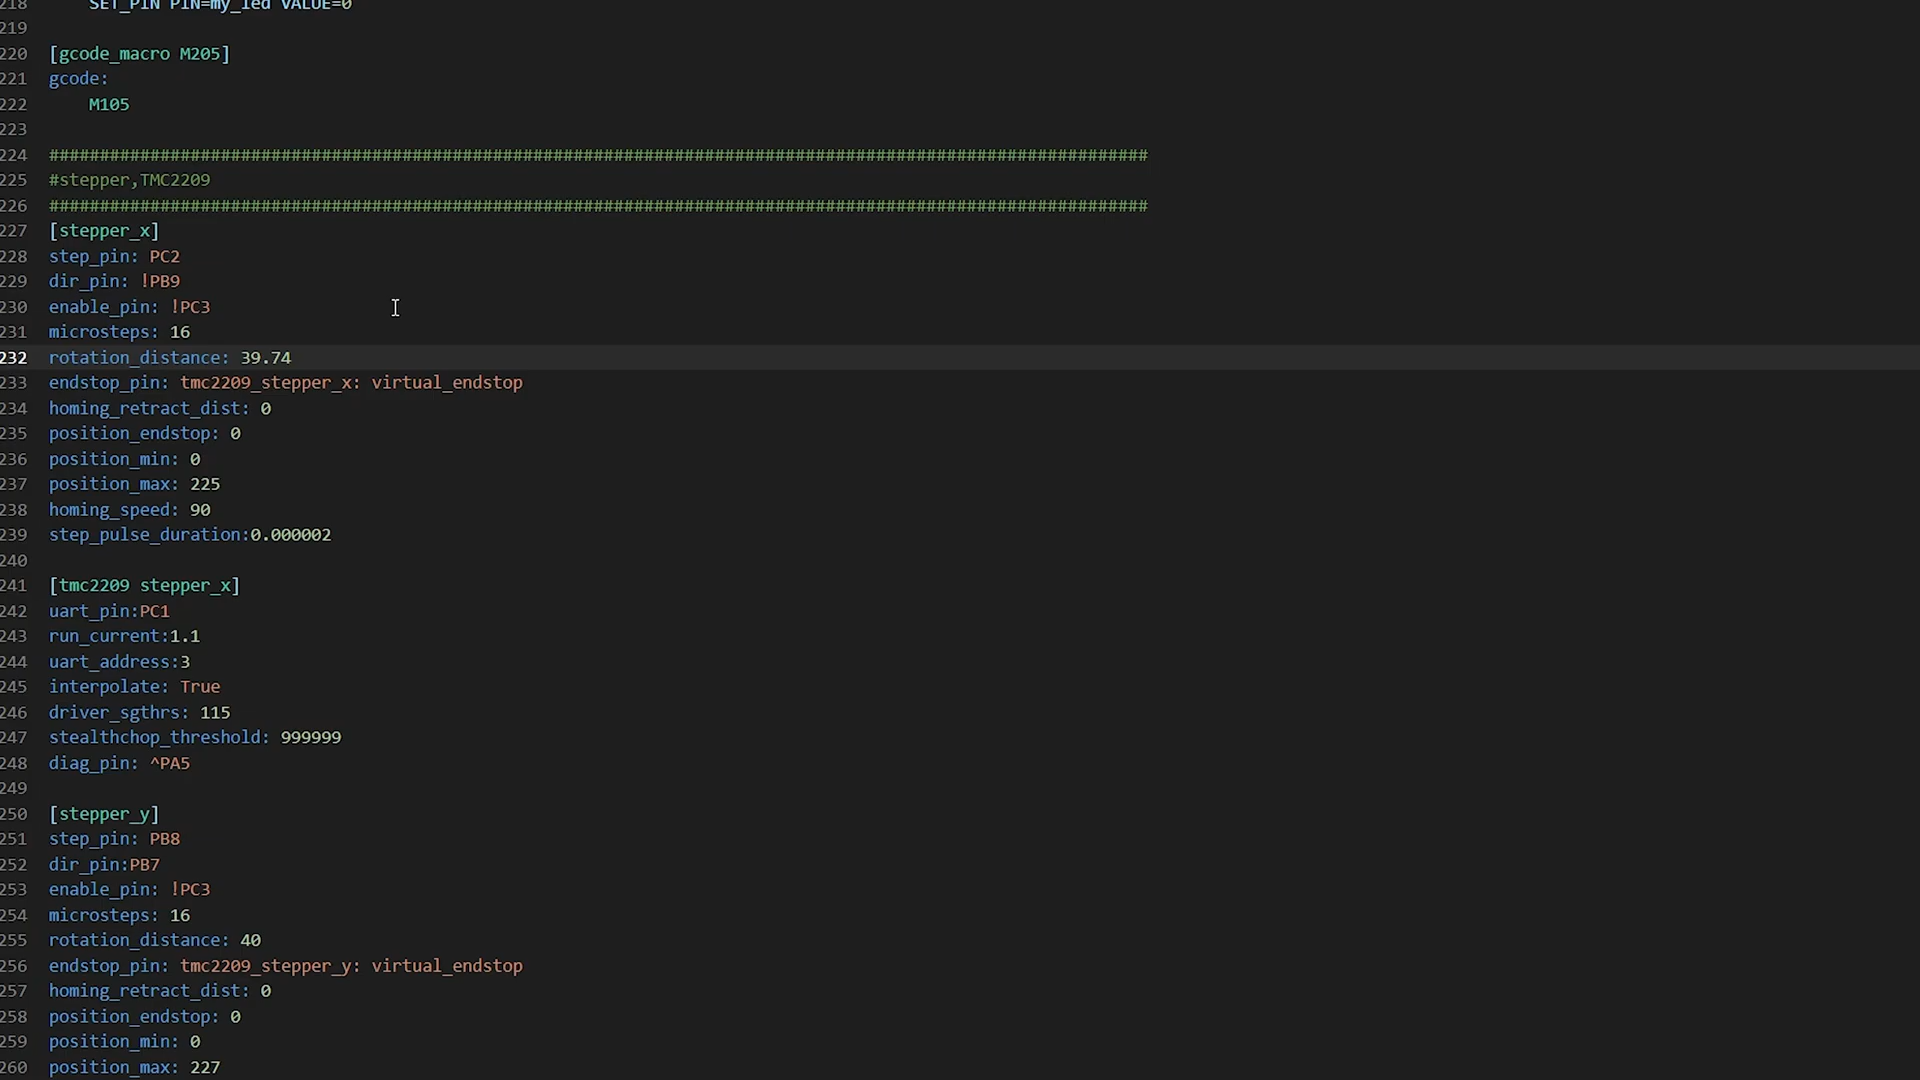 218 SET_PIN PIN=my_led VALUE=0
219
220 [gcode_macro M205]
221 gcode:
222 M105
223
224 #############################################################################################################
225 #stepper,TMC2209
226 #############################################################################################################
227 [stepper_x]
228 step_pin: PC2
229 dir_pin: !PB9
230 enable_pin: !PC3
231 microsteps: 16
232 rotation_distance: 39.74
233 endstop_pin: tmc2209_stepper_x: virtual_endstop
234 homing_retract_dist: 0
235 position_endstop: 0
236 position_min: 0
237 position_max: 225
238 homing_speed: 90
239 step_pulse_duration:0.000002
240
241 [tmc2209 stepper_x]
242 uart_pin:PC1
243 run_current:1.1
244 uart_address:3
245 interpolate: True
246 driver_sgthrs: 115
247 stealthchop_threshold: 999999
248 diag_pin: ^PA5
249
250 [stepper_y]
251 step_pin: PB8
252 dir_pin:PB7
253 enable_pin: !PC3
254 microsteps: 16
255 rotation_distance: 40
256 endstop_pin: tmc2209_stepper_y: virtual_endstop
257 homing_retract_dist: 0
258 position_endstop: 0
259 position_min: 0
260 position_max: 227